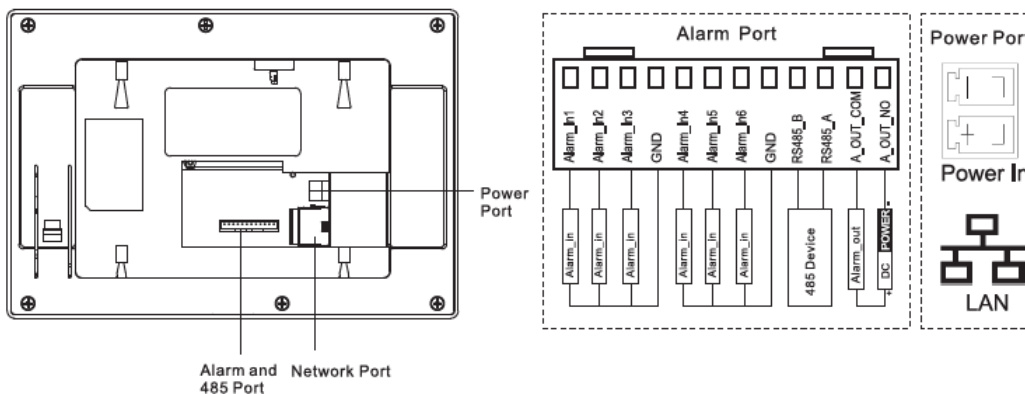 Power
Port
Alarm and
485 Port
Network Port
Alarm Port
Alarm_In1
Alarm_In2
Alarm_In3
GND
Alarm_In4
Alarm_In5
Alarm_In6
GND
RS485_B
RS485_A
A_OUT_COM
A_OUT_NO
Alarm_in
Alarm_in
Alarm_in
Alarm_in
Alarm_in
Alarm_in
485 Device
Alarm_out
+ DC POWER -
Power Port
- +
Power In
LAN